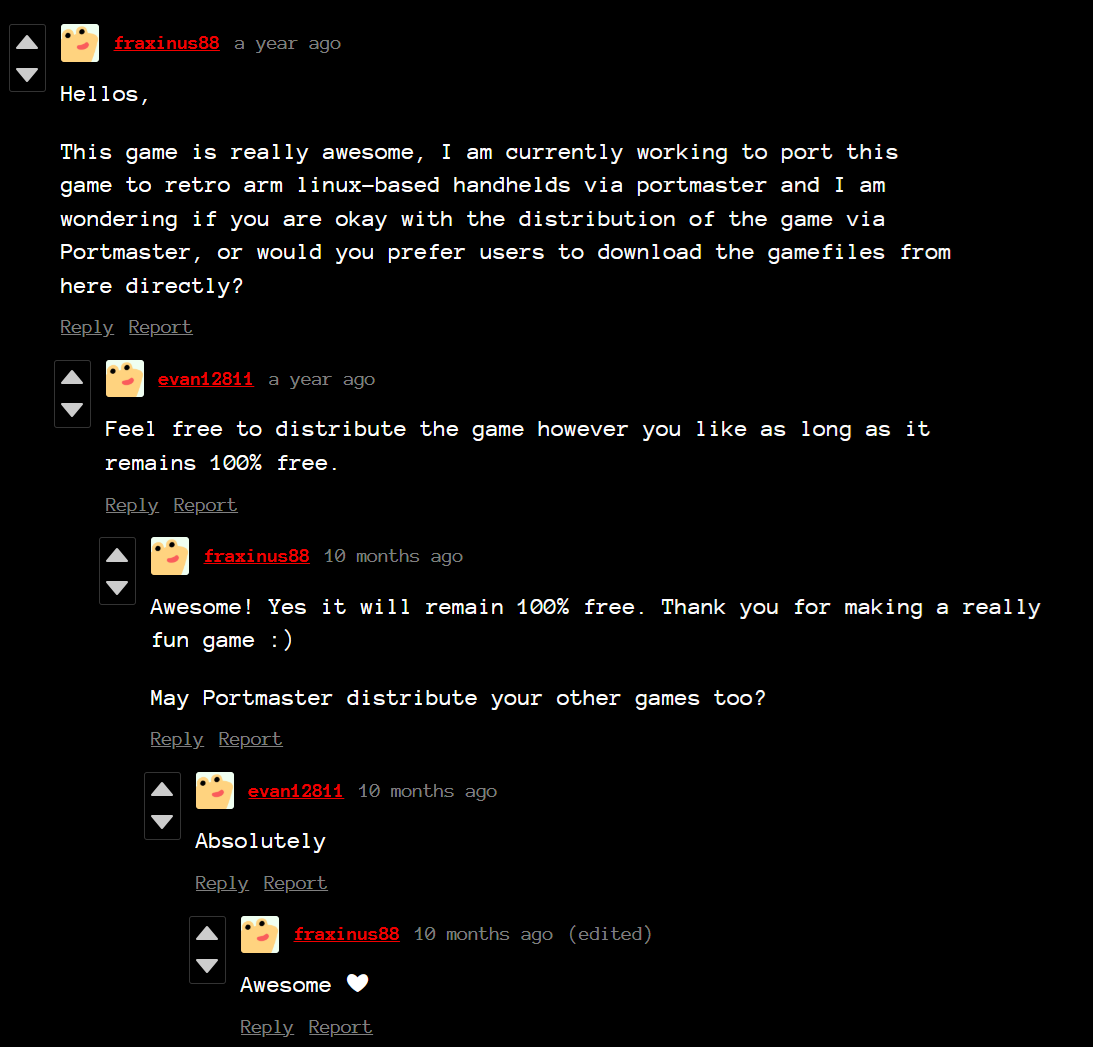 fraxinus88 a year ago
Hellos,
This game is really awesome, I am currently working to port this
game to retro arm linux-based handhelds via portmaster and I am
wondering if you are okay with the distribution of the game via
Portmaster, or would you prefer users to download the gamefiles from
here directly?
Reply Report
evan12811 a year ago
Feel free to distribute the game however you like as long as it
remains 100% free.
Reply Report
fraxinus88 10 months ago
Awesome! Yes it will remain 100% free. Thank you for making a really
fun game :)
May Portmaster distribute your other games too?
Reply Report
evan12811 10 months ago
Absolutely
Reply Report
fraxinus88 10 months ago (edited)
Awesome 🤍
Reply Report